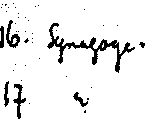 16. Synagoge.
17 "